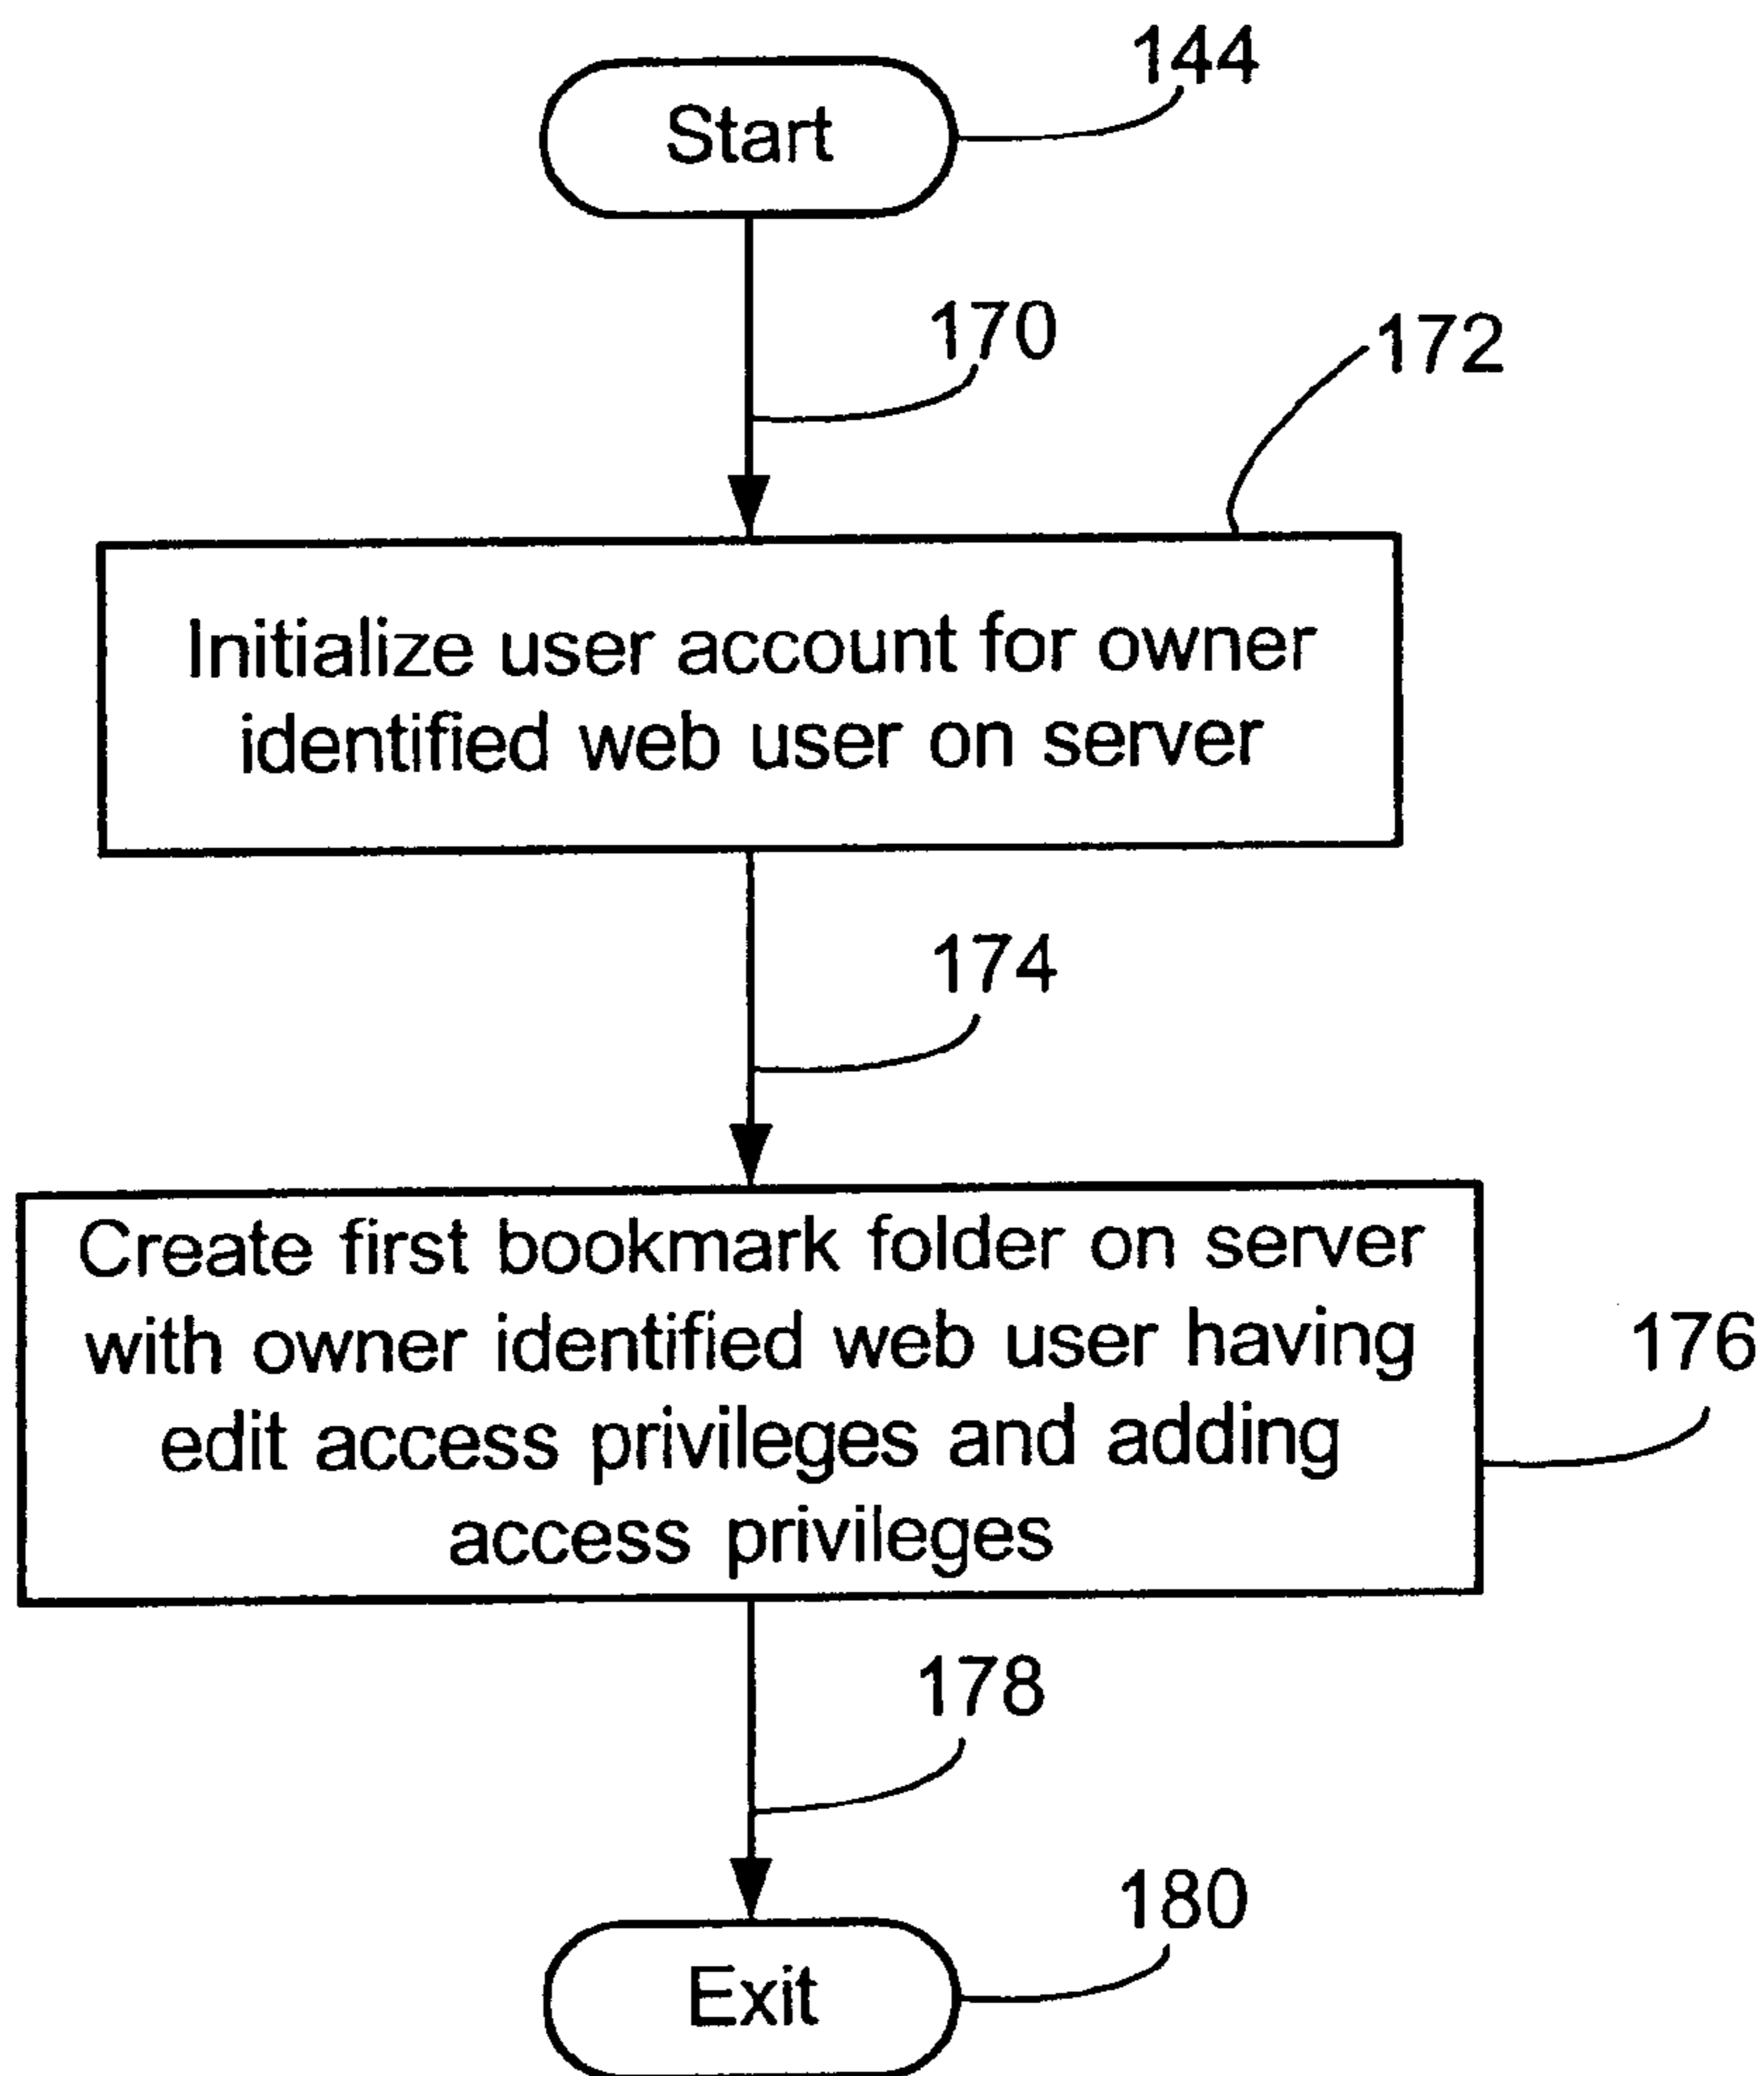 144
Start
170
172
Initialize user account for owner
identified web user on server
174
Create first bookmark folder on server
with owner identified web user having
edit access privileges and adding
access privileges
176
178
180
Exit